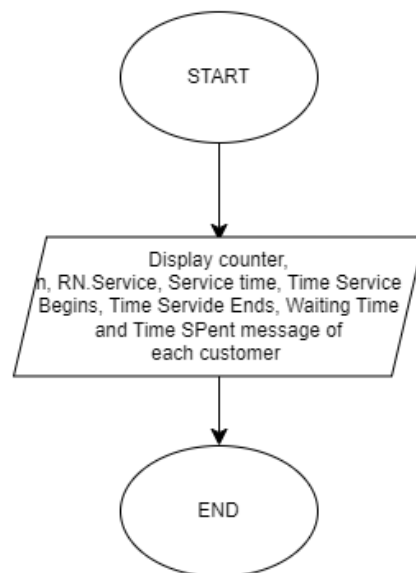 START
Display counter,
n, RN.Service, Service time, Time Service
Begins, Time Servide Ends, Waiting Time
and Time SPent message of
each customer
END